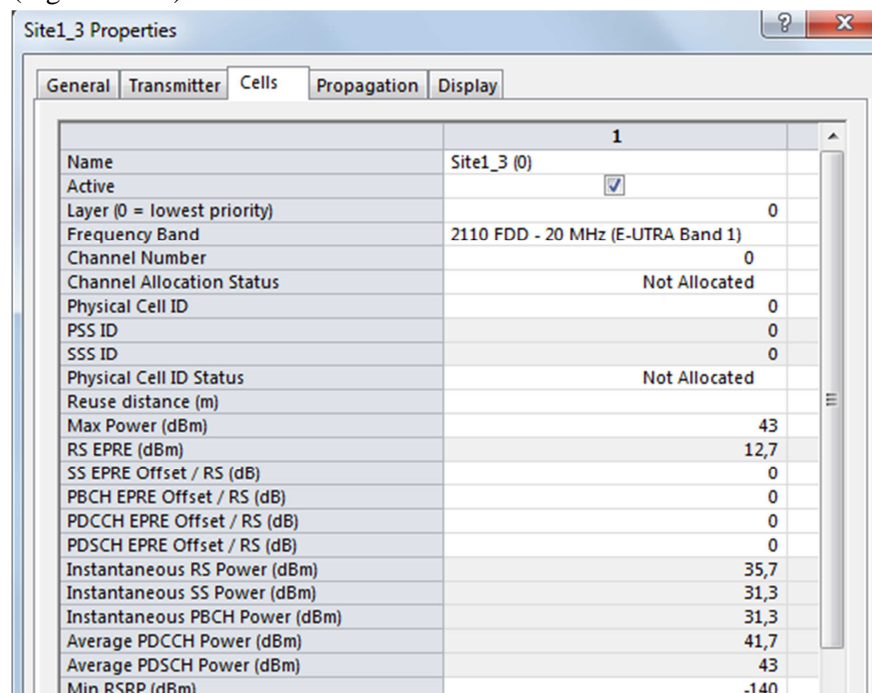 Site1_3 Properties
General Transmitter Cells Propagation Display
1
Name Site1_3 (0)
Active
Layer (0 = lowest priority) 0
Frequency Band 2110 FDD - 20 MHz (E-UTRA Band 1)
Channel Number 0
Channel Allocation Status Not Allocated
Physical Cell ID 0
PSS ID 0
SSS ID 0
Physical Cell ID Status Not Allocated
Reuse distance (m)
Max Power (dBm) 43
RS EPRE (dBm) 12,7
SS EPRE Offset / RS (dB) 0
PBCH EPRE Offset / RS (dB) 0
PDCCH EPRE Offset / RS (dB) 0
PDSCH EPRE Offset / RS (dB) 0
Instantaneous RS Power (dBm) 35,7
Instantaneous SS Power (dBm) 31,3
Instantaneous PBCH Power (dBm) 31,3
Average PDCCH Power (dBm) 41,7
Average PDSCH Power (dBm) 43
Min RSRP (dBm) -140